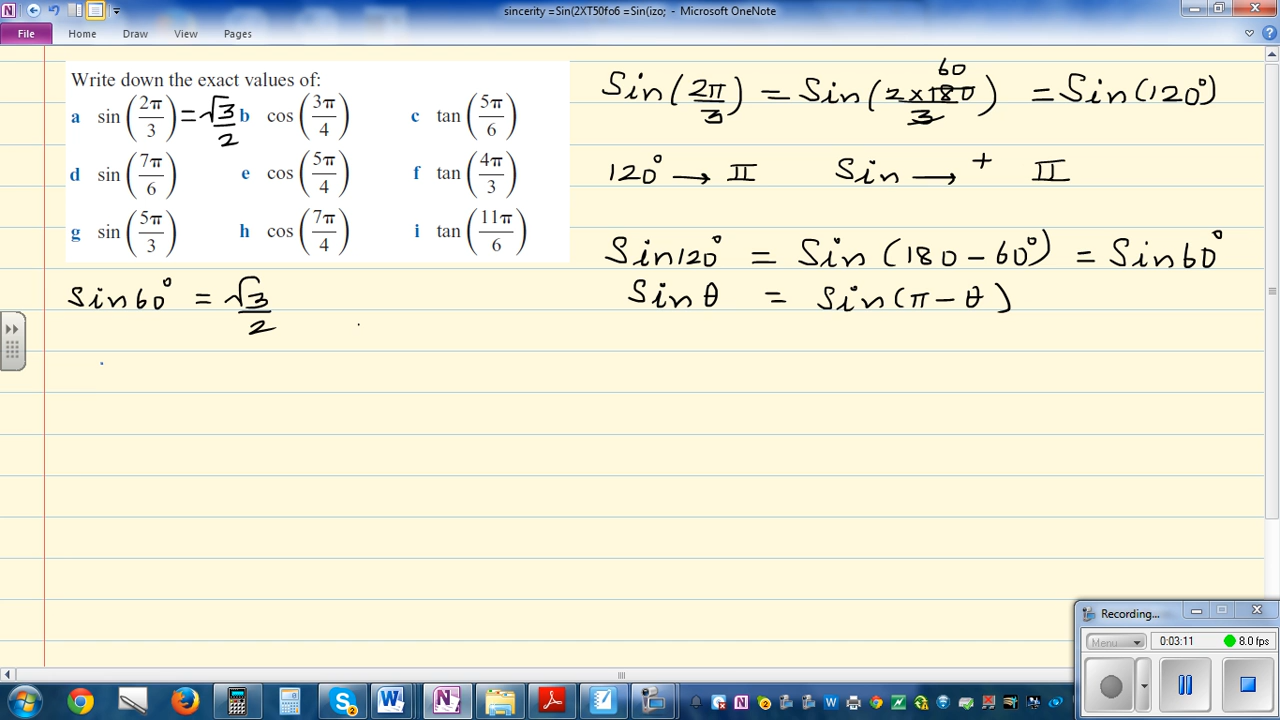 sincerity =Sin(2XT50fo6 =Sin(izo; - Microsoft OneNote
File Home Draw View Pages
Write down the exact values of:
a sin(2π/3) = √3/2 b cos(3π/4) c tan(5π/6)
d sin(7π/6) e cos(5π/4) f tan(4π/3)
g sin(5π/3) h cos(7π/4) i tan(11π/6)
Sin60° = √3/2
Sin(2π/3) = Sin(2×180/3) = Sin(120°)
60
120° → II Sin → + II
Sin120° = Sin(180 - 60°) = Sin60°
Sinθ = Sin(π - θ)
Recording...
Menu 0:03:11 8.0 fps